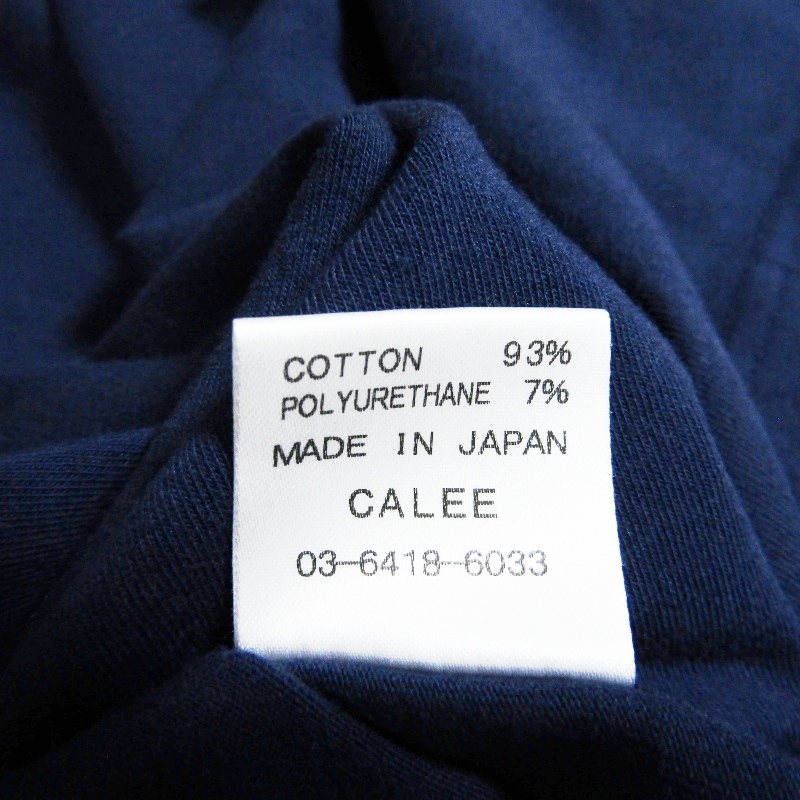 COTTON 93%
POLYURETHANE 7%
MADE IN JAPAN
CALEE
03-6418-6033